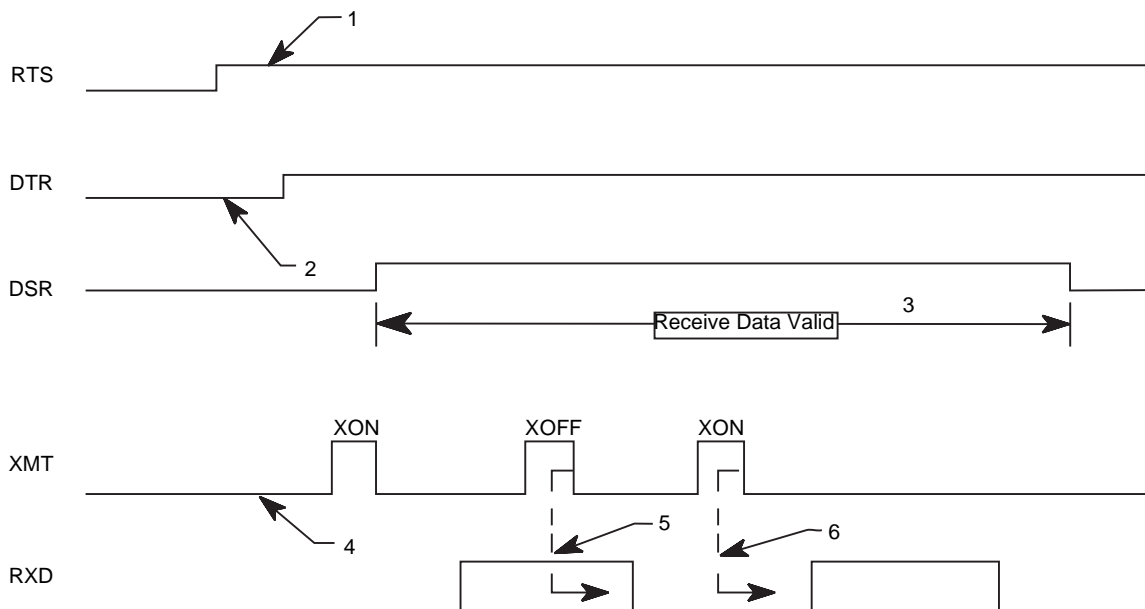 1
RTS
DTR
2
DSR
3
Receive Data Valid
XON XOFF XON
XMT
5 6
4
RXD